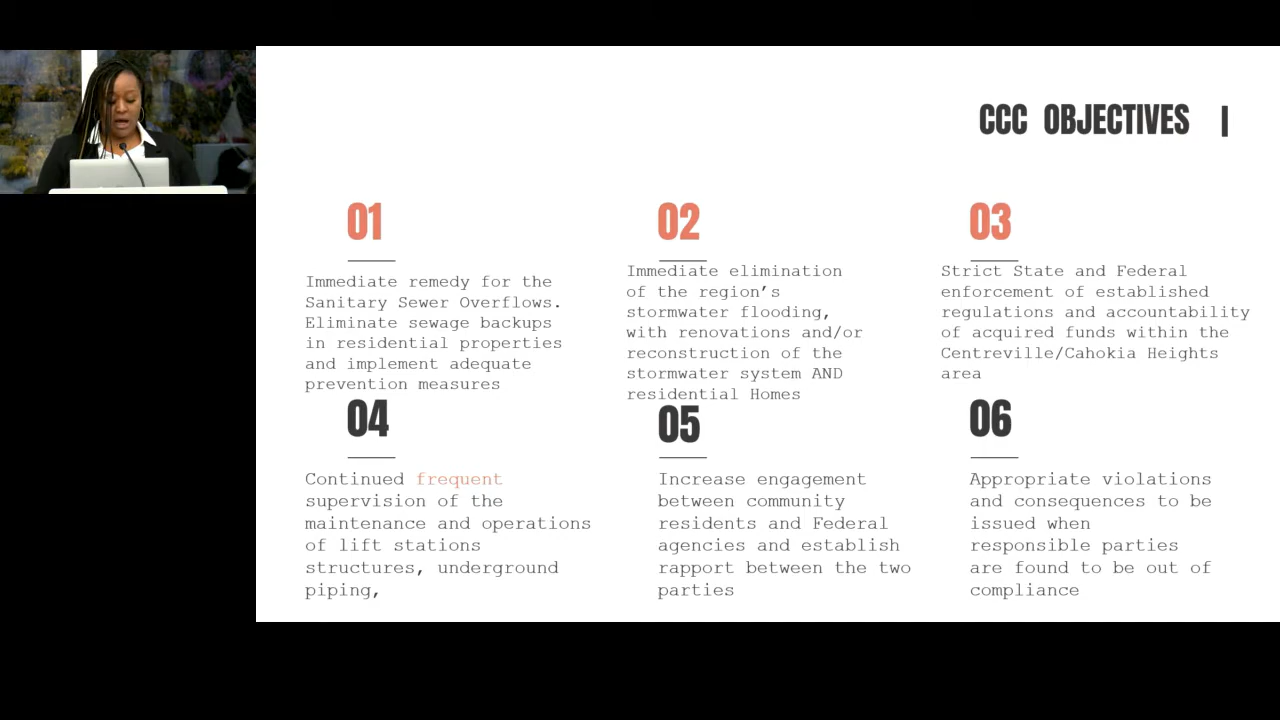 CCC OBJECTIVES |
01
Immediate remedy for the
Sanitary Sewer Overflows.
Eliminate sewage backups
in residential properties
and implement adequate
prevention measures
02
Immediate elimination
of the region’s
stormwater flooding,
with renovations and/or
reconstruction of the
stormwater system AND
residential Homes
03
Strict State and Federal
enforcement of established
regulations and accountability
of acquired funds within the
Centreville/Cahokia Heights
area
04
Continued frequent
supervision of the
maintenance and operations
of lift stations
structures, underground
piping,
05
Increase engagement
between community
residents and Federal
agencies and establish
rapport between the two
parties
06
Appropriate violations
and consequences to be
issued when
responsible parties
are found to be out of
compliance